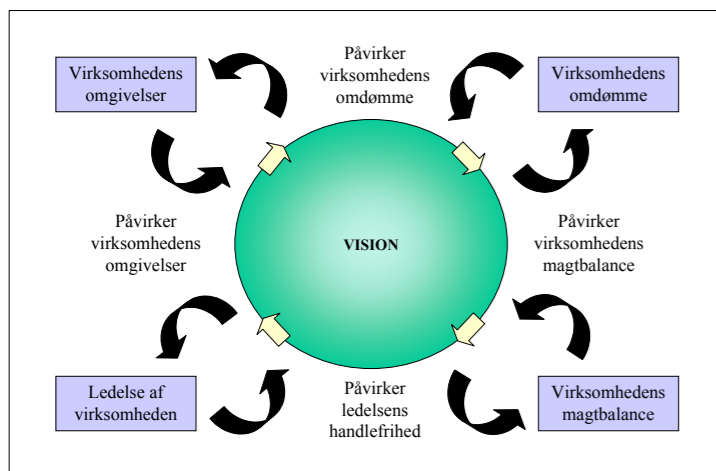 Virksomhedens
omgivelser
Påvirker
virksomhedens
omdømme
Virksomhedens
omdømme
Påvirker
virksomhedens
omgivelser
VISION
Påvirker
virksomhedens
magtbalance
Ledelse af
virksomheden
Påvirker
ledelsens
handlefrihed
Virksomhedens
magtbalance